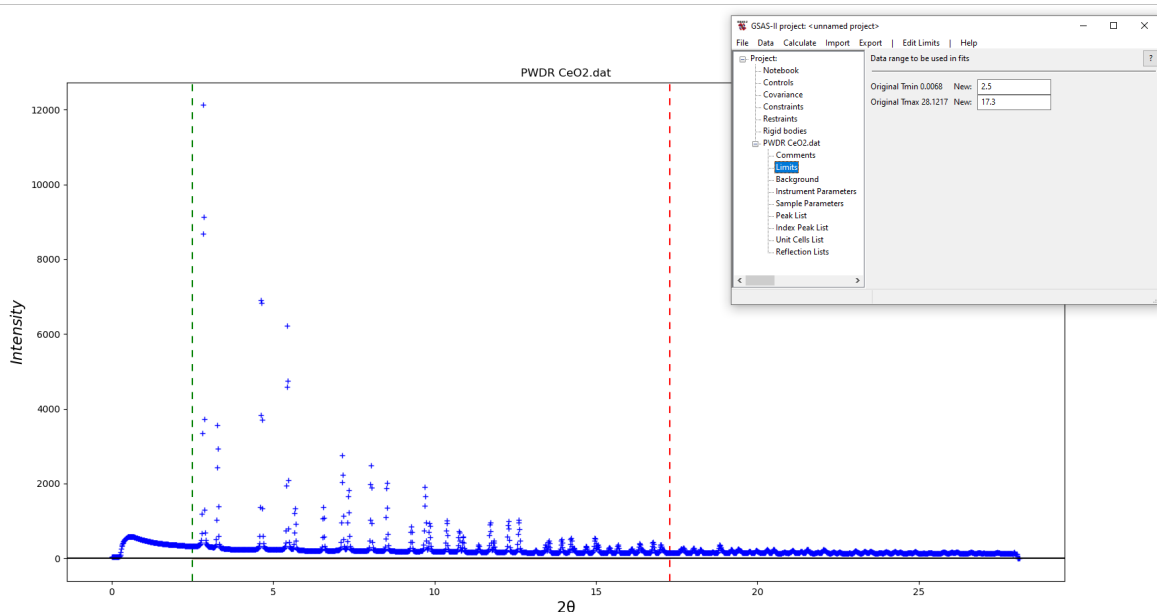 GSAS-II project: <unnamed project>
File Data Calculate Import Export | Edit Limits | Help
Project:
Notebook
Controls
Covariance
Constraints
Restraints
Rigid bodies
PWDR CeO2.dat
Comments
Limits
Background
Instrument Parameters
Sample Parameters
Peak List
Index Peak List
Unit Cells List
Reflection Lists
Data range to be used in fits
?
Original Tmin 0.0068 New: 2.5
Original Tmax 28.1217 New: 17.3
PWDR CeO2.dat
Intensity
12000
10000
8000
6000
4000
2000
0
0 5 10 15 20 25
2θ